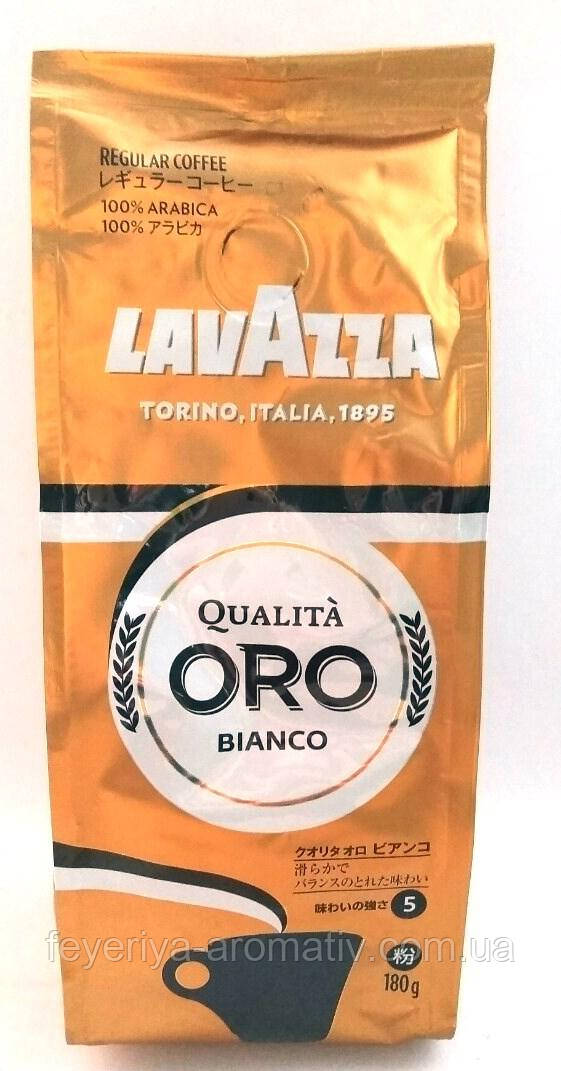 REGULAR COFFEE
レギュラーコーヒー
100% ARABICA
100% アラビカ
LAVAZZA
TORINO, ITALIA, 1895
QUALITÀ
ORO
BIANCO
クオリタ オロ ビアンコ
滑らかで
バランスのとれた味わい
味わいの強さ 5
feyeriya-aromativ.com.ua
粉
180g